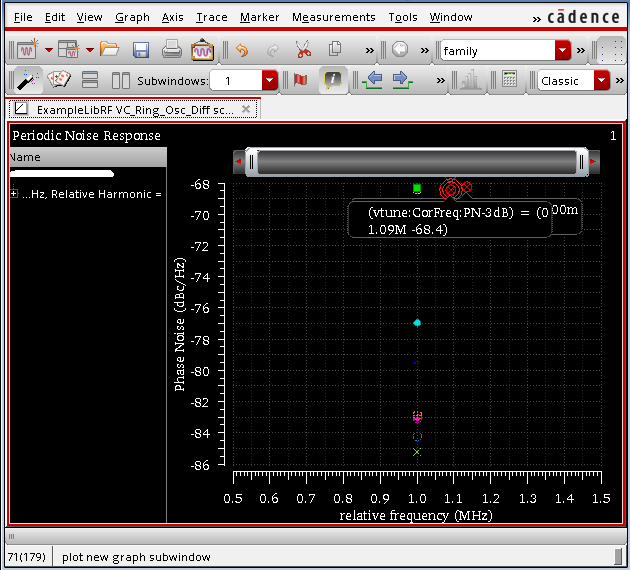 File Edit View Graph Axis Trace Marker Measurements Tools Window » cādence
» » family
Subwindows: 1 » Classic »
ExampleLibRF VC_Ring_Osc_Diff sc...
Periodic Noise Response 1
Name
...Hz, Relative Harmonic =
-68
-70
-72
-74
-76
-78
-80
-82
-84
-86
Phase Noise (dBc/Hz)
(vtune:CorFreq:PN-3dB) = (0 00m
1.09M -68.4)
0.5 0.6 0.7 0.8 0.9 1.0 1.1 1.2 1.3 1.4 1.5
relative frequency (MHz)
71(179) plot new graph subwindow